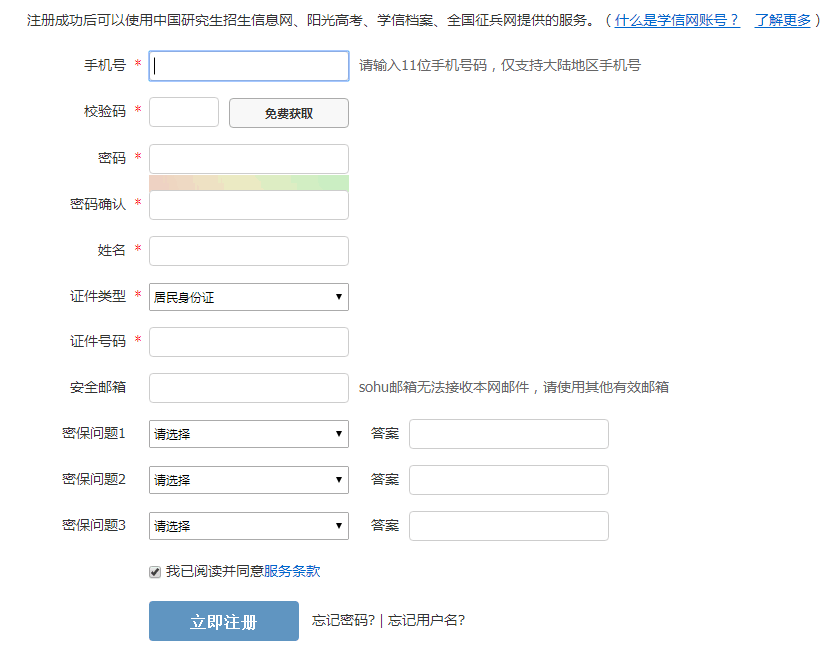 注册成功后可以使用中国研究生招生信息网、阳光高考、学信档案、全国征兵网提供的服务。（什么是学信网账号？ 了解更多）
手机号 * 请输入11位手机号码，仅支持大陆地区手机号
校验码 * 免费获取
密码 *
密码确认 *
姓名 *
证件类型 * 居民身份证
证件号码 *
安全邮箱 sohu邮箱无法接收本网邮件，请使用其他有效邮箱
密保问题1 请选择 答案
密保问题2 请选择 答案
密保问题3 请选择 答案
我已阅读并同意服务条款
立即注册 忘记密码? | 忘记用户名?